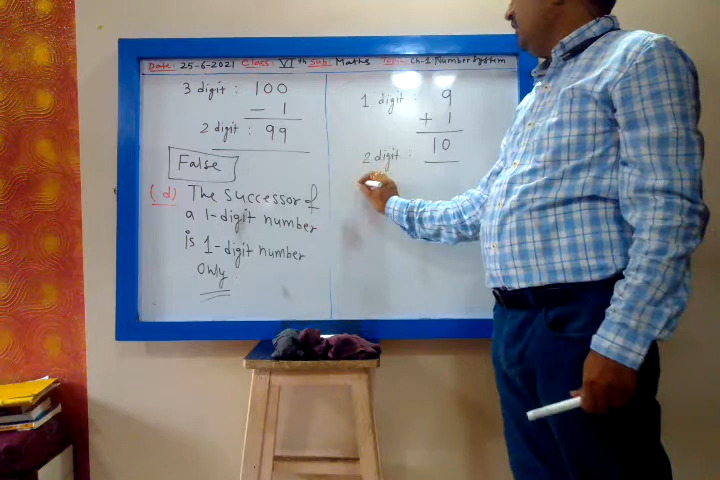 Date: 25-6-2021 Class: VIth Sub: Maths Topic: Ch-1 Number System
3 digit : 100
- 1
2 digit : 99
False
(d) The successor of
a 1-digit number
is 1-digit number
only
1 digit : 9
+ 1
10
2 digit :